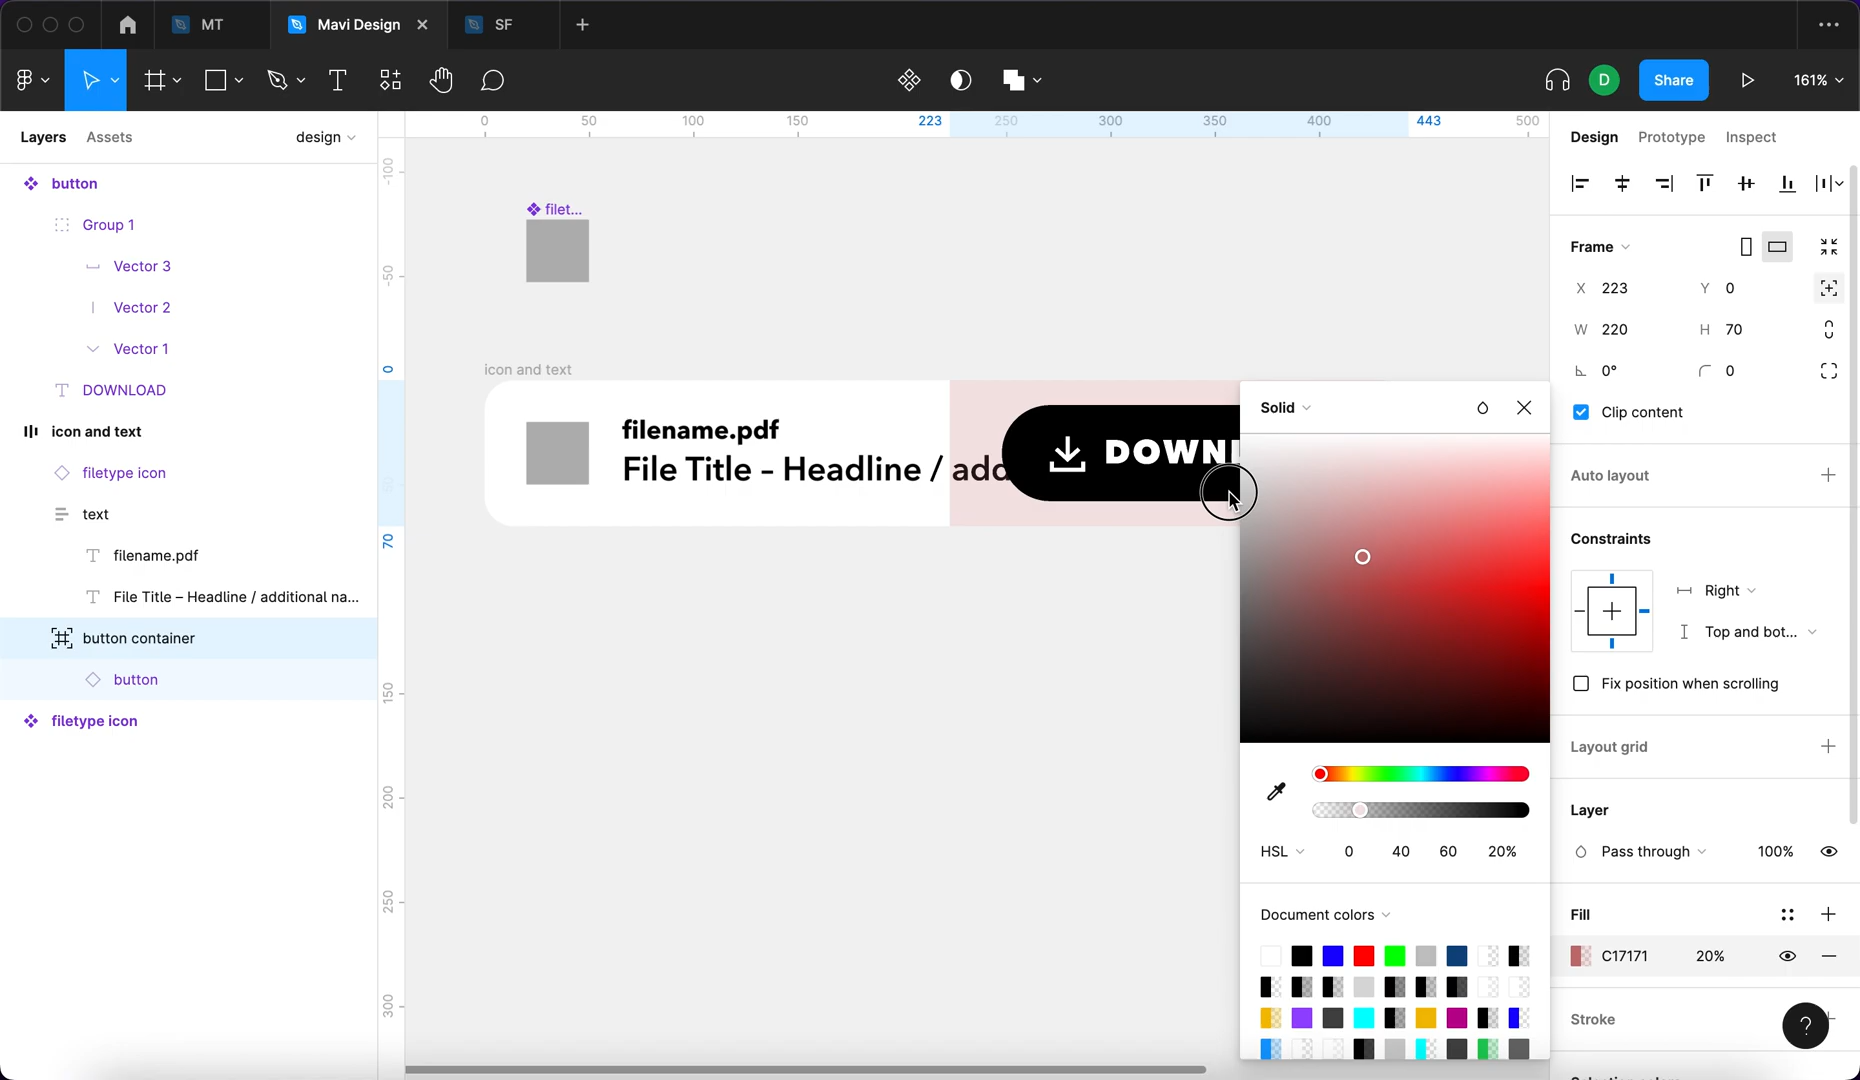 MT
Mavi Design
SF
D
Share
161%
Layers
Assets
design
0
50
100
150
223
250
300
350
400
443
500
Design
Prototype
Inspect
button
Group 1
Vector 3
Vector 2
Vector 1
DOWNLOAD
icon and text
filetype icon
text
filename.pdf
File Title – Headline / additional na...
button container
button
filetype icon
-100
-50
0
50
70
150
200
250
300
filet...
icon and text
filename.pdf
File Title – Headline / add
DOWN
Solid
HSL
0
40
60
20%
Document colors
Frame
X 223
Y 0
W 220
H 70
0°
0
Clip content
Auto layout
Constraints
Right
Top and bot...
Fix position when scrolling
Layout grid
Layer
Pass through
100%
Fill
C17171
20%
Stroke
?